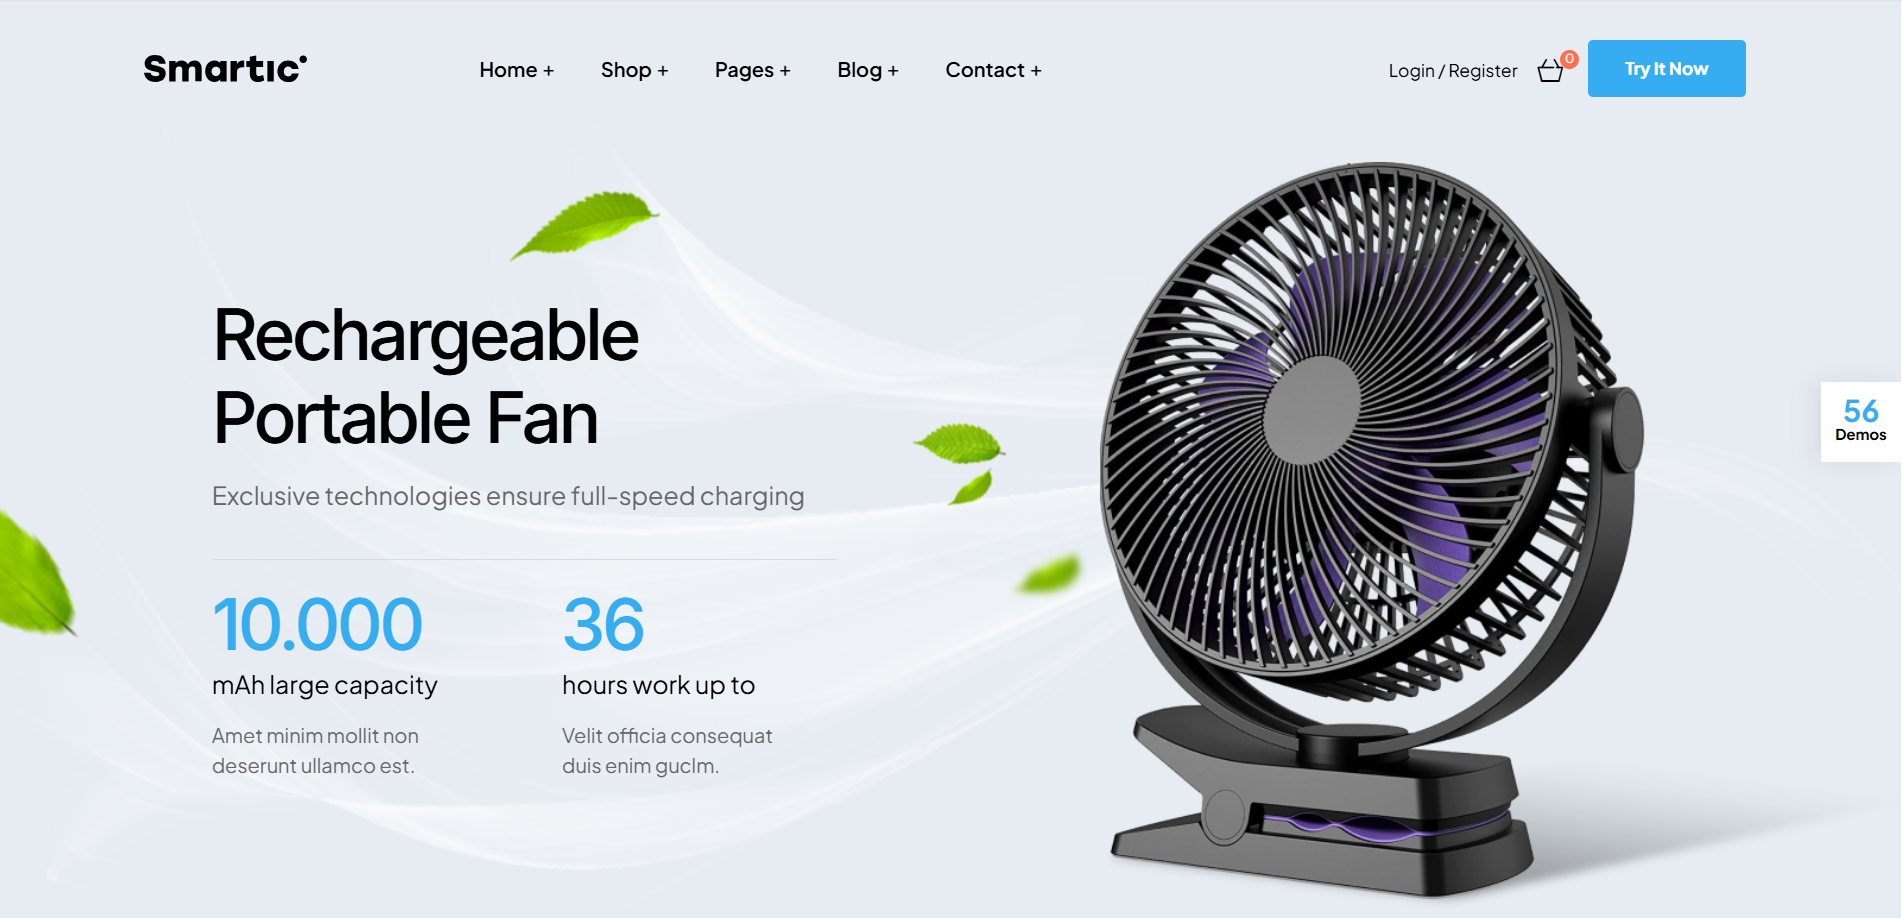 Smartic
Home +
Shop +
Pages +
Blog +
Contact +
Login / Register
0
Try It Now
Rechargeable
Portable Fan
Exclusive technologies ensure full-speed charging
10.000
mAh large capacity
Amet minim mollit non
deserunt ullamco est.
36
hours work up to
Velit officia consequat
duis enim guclm.
56
Demos